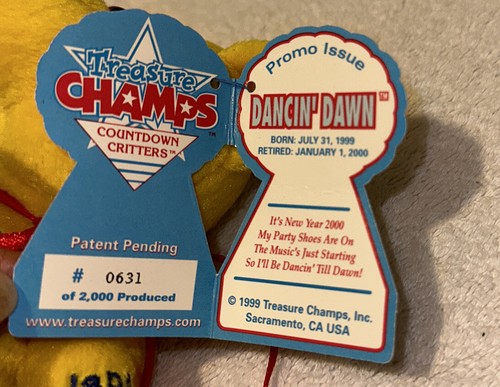 Treasure
CHAMPS™
COUNTDOWN
CRITTERS™
Patent Pending
# 0631
of 2,000 Produced
www.treasurechamps.com
Promo Issue
DANCIN' DAWN™
BORN: JULY 31, 1999
RETIRED: JANUARY 1, 2000
It's New Year 2000
My Party Shoes Are On
The Music's Just Starting
So I'll Be Dancin' Till Dawn!
© 1999 Treasure Champs, Inc.
Sacramento, CA USA